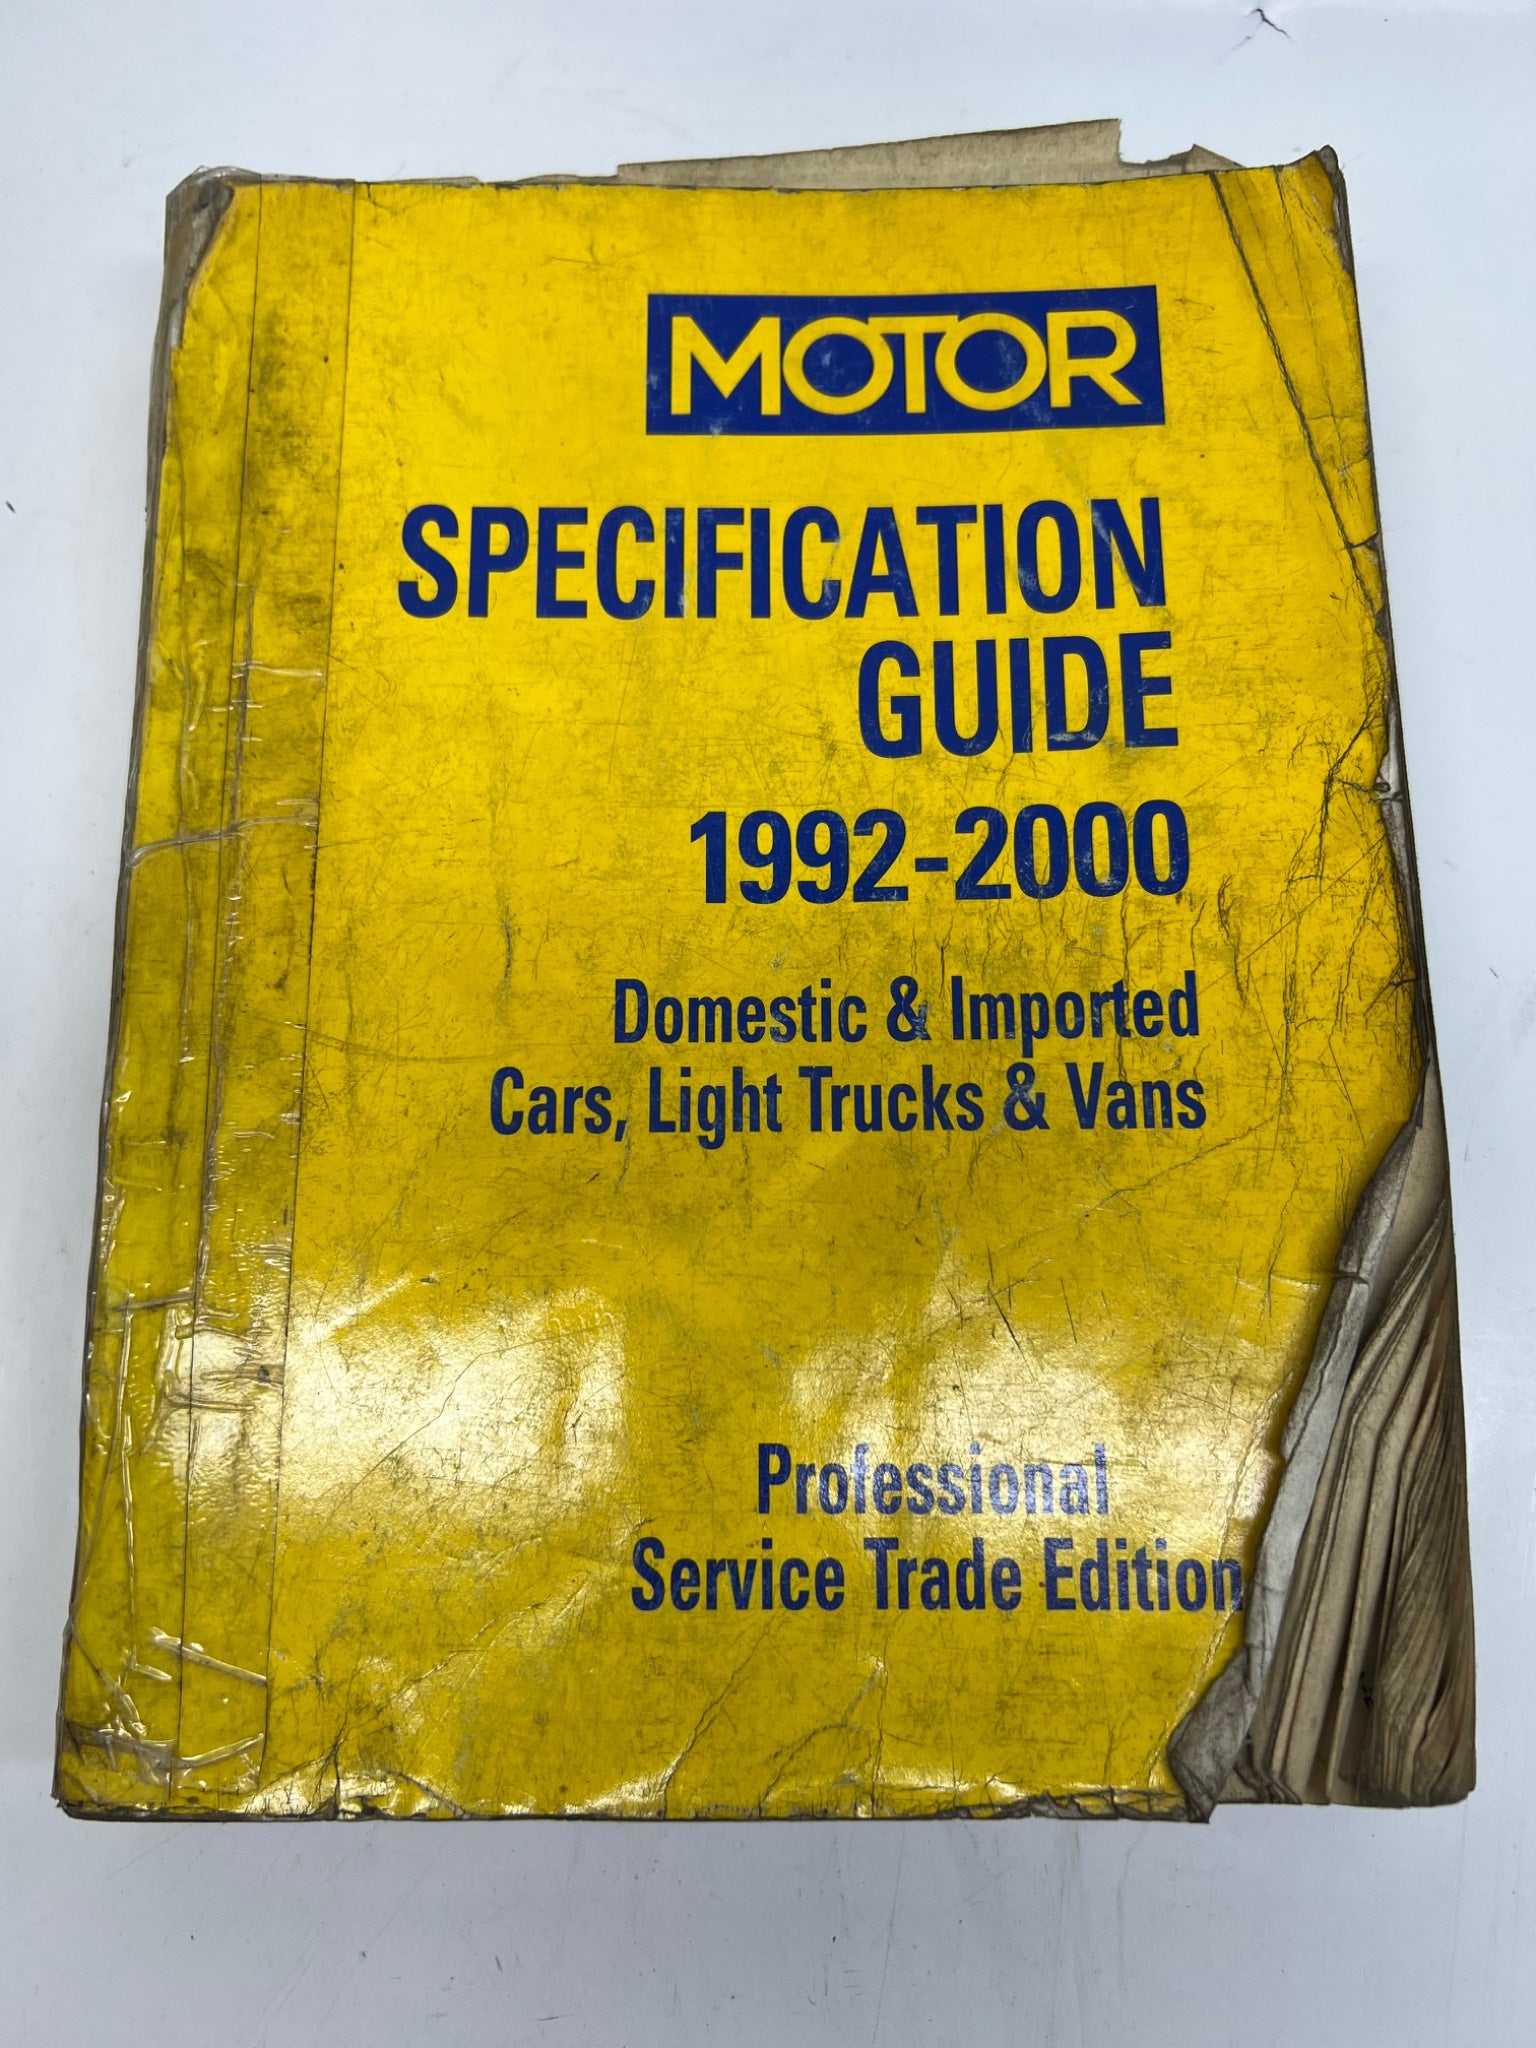 MOTOR
SPECIFICATION
GUIDE
1992-2000
Domestic & Imported
Cars, Light Trucks & Vans
Professional
Service Trade Edition